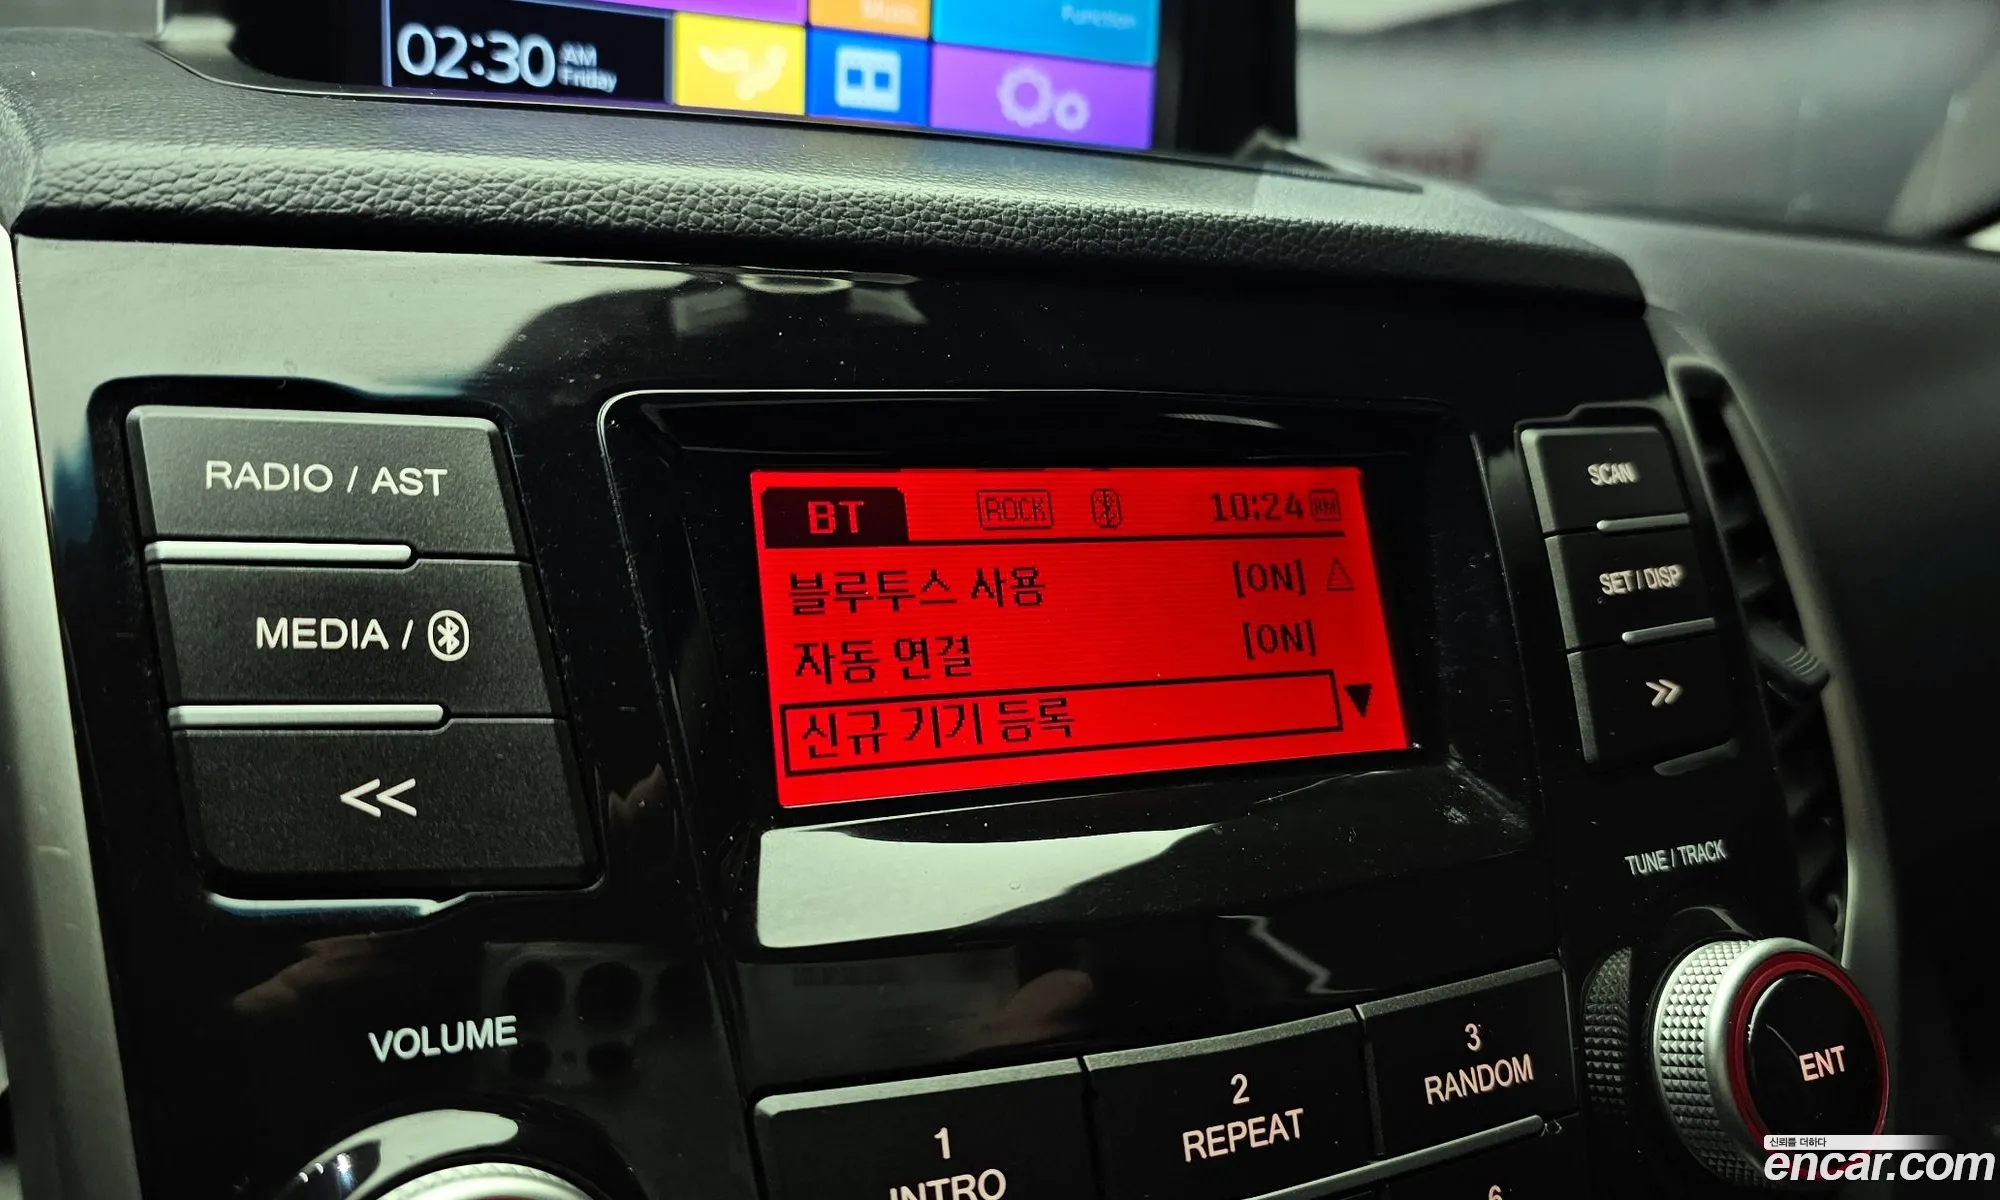 Function
02:30 AM
Friday
RADIO / AST
MEDIA /
VOLUME
BT ROCK 10:24
블루투스 사용 [ON]
자동 연결 [ON]
신규 기기 등록
SCAN
SET / DISP
TUNE / TRACK
ENT
1
INTRO
2
REPEAT
3
RANDOM
6
신뢰를 더하다
encar.com